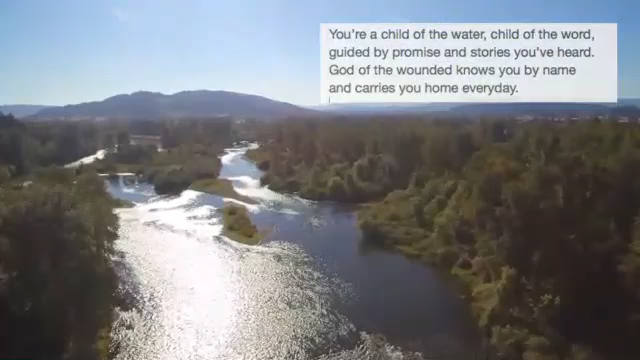 You're a child of the water, child of the word,
guided by promise and stories you've heard.
God of the wounded knows you by name
and carries you home everyday.